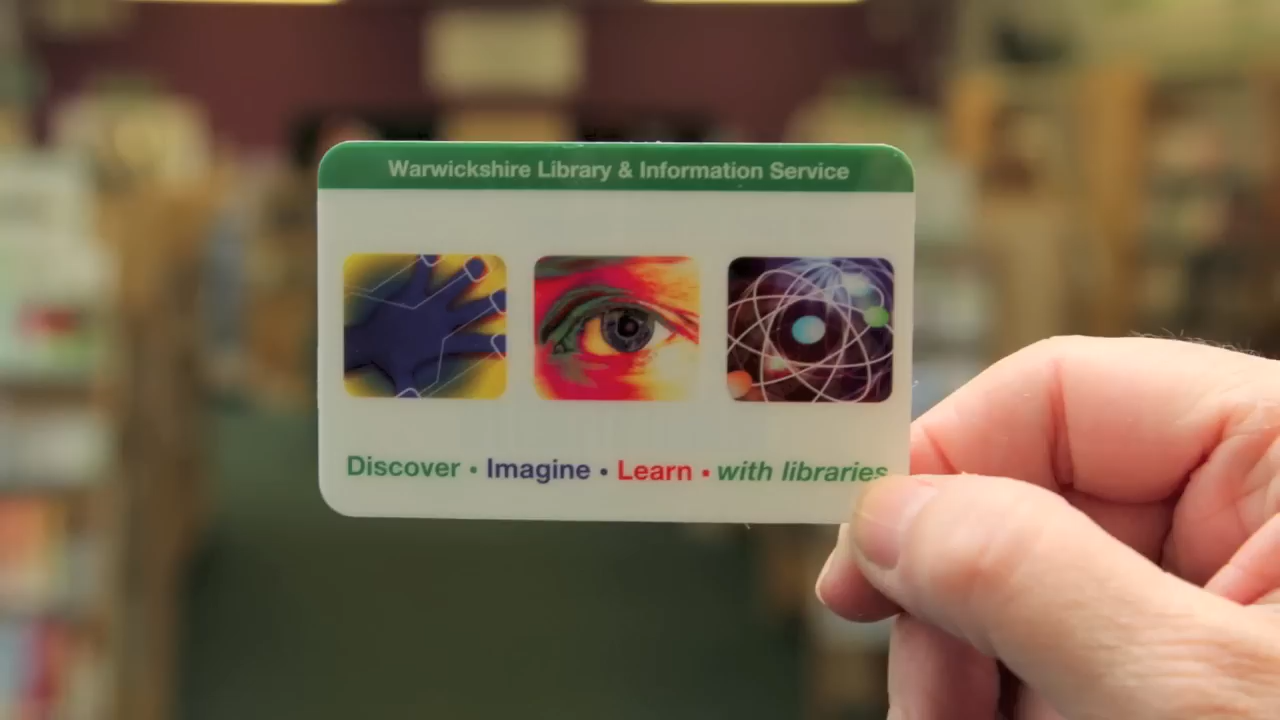 Warwickshire Library & Information Service
Discover • Imagine • Learn • with libraries